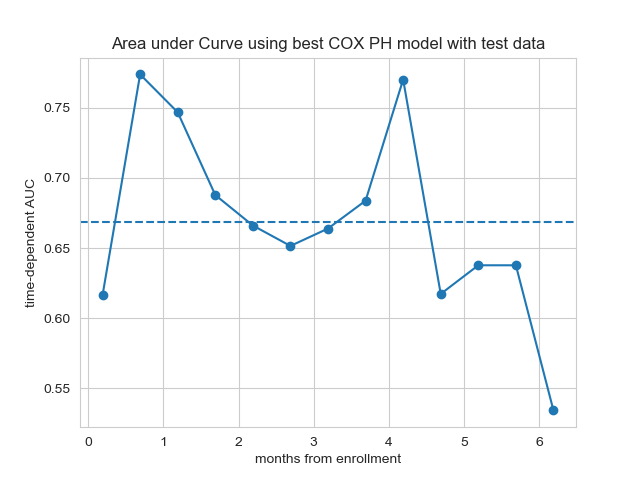 Area under Curve using best COX PH model with test data
time-dependent AUC
0.75
0.70
0.65
0.60
0.55
0 1 2 3 4 5 6
months from enrollment